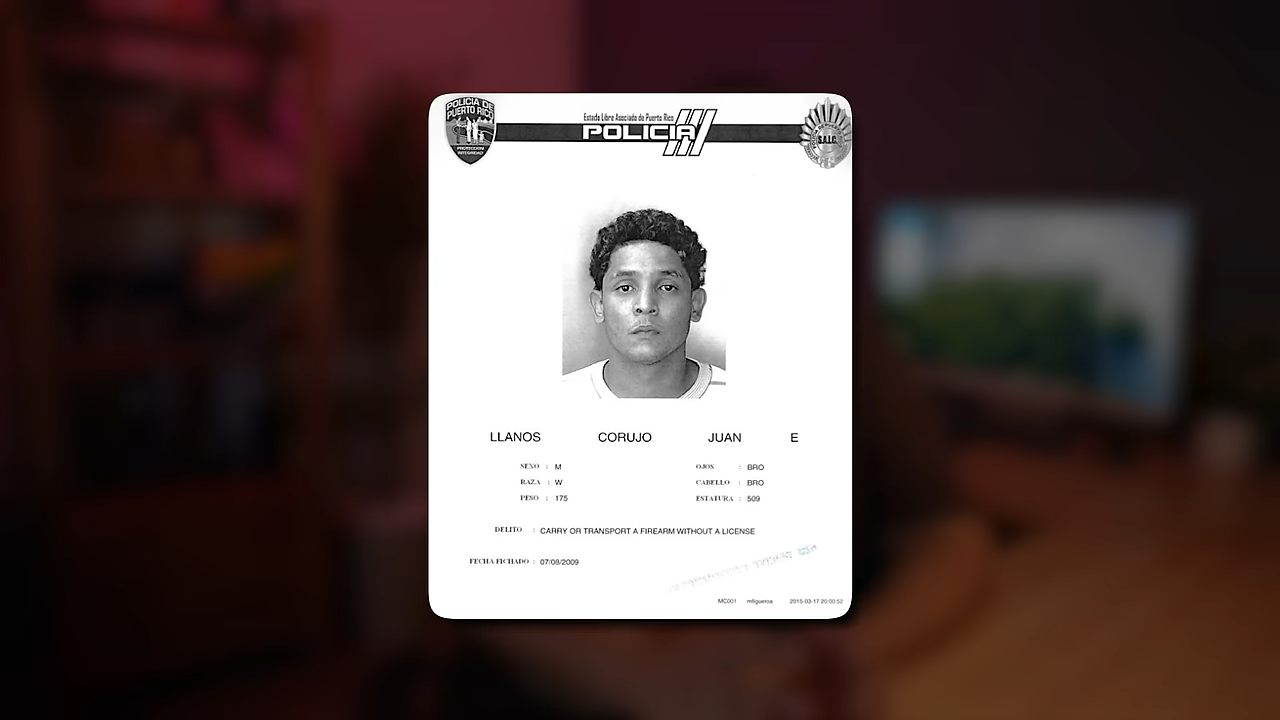 POLICIA DE
PUERTO RICO
PROTECCION
INTEGRIDAD
Estado Libre Asociado de Puerto Rico
POLICIA
S.A.I.C.
LLANOS CORUJO JUAN E
SEXO : M OJOS : BRO
RAZA : W CABELLO : BRO
PESO : 175 ESTATURA : 509
DELITO : CARRY OR TRANSPORT A FIREARM WITHOUT A LICENSE
FECHA FICHADO : 07/08/2009
MC001 mfigueroa 2015-03-17 20:00:52